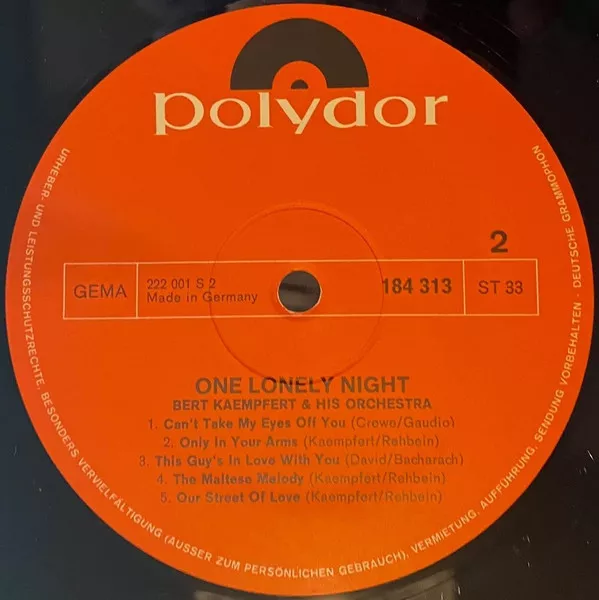 polydor
2
GEMA
222 001 S 2
Made in Germany
184 313
ST 33
ONE LONELY NIGHT
BERT KAEMPFERT & HIS ORCHESTRA
1. Can't Take My Eyes Off You (Crewe/Gaudio)
2. Only In Your Arms (Kaempfert/Rehbein)
3. This Guy's In Love With You (David/Bacharach)
4. The Maltese Melody (Kaempfert/Rehbein)
5. Our Street Of Love (Kaempfert/Rehbein)
URHEBER- UND LEISTUNGSSCHUTZRECHTE, BESONDERS VERVIELFÄLTIGUNG (AUSSER ZUM PERSÖNLICHEN GEBRAUCH), VERMIETUNG, AUFFÜHRUNG, SENDUNG VORBEHALTEN · DEUTSCHE GRAMMOPHON